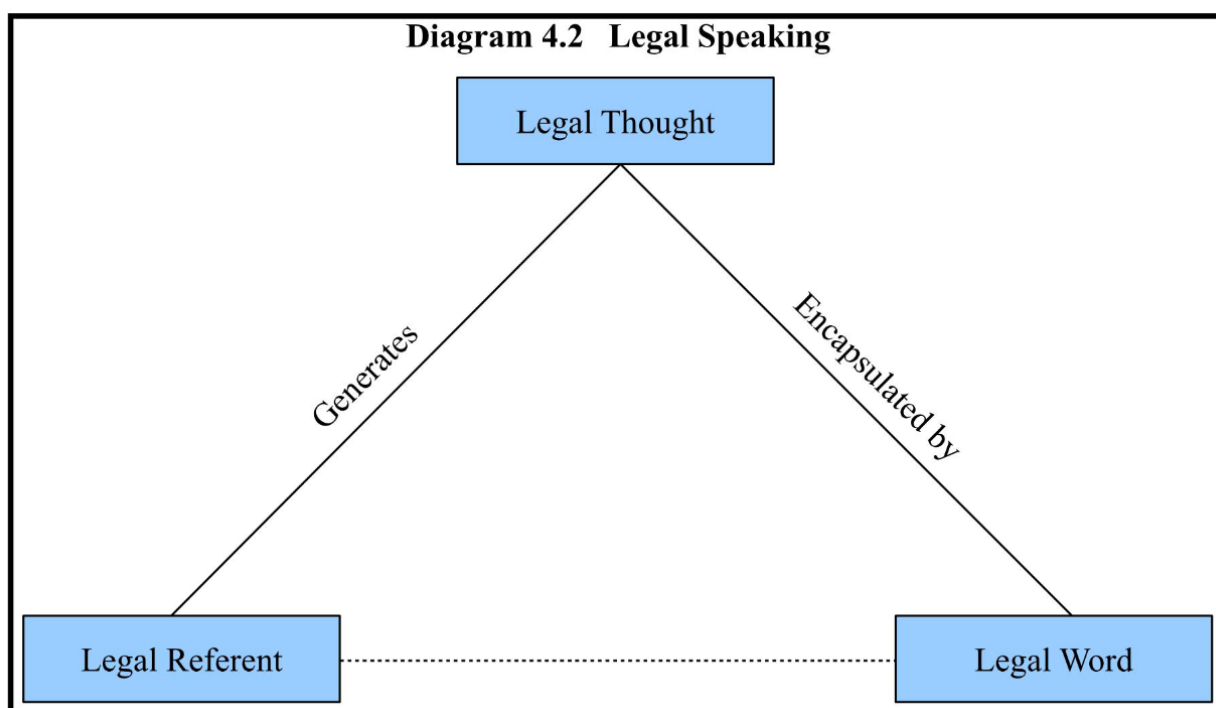 Diagram 4.2 Legal Speaking
Legal Thought
Generates
Encapsulated by
Legal Referent
Legal Word